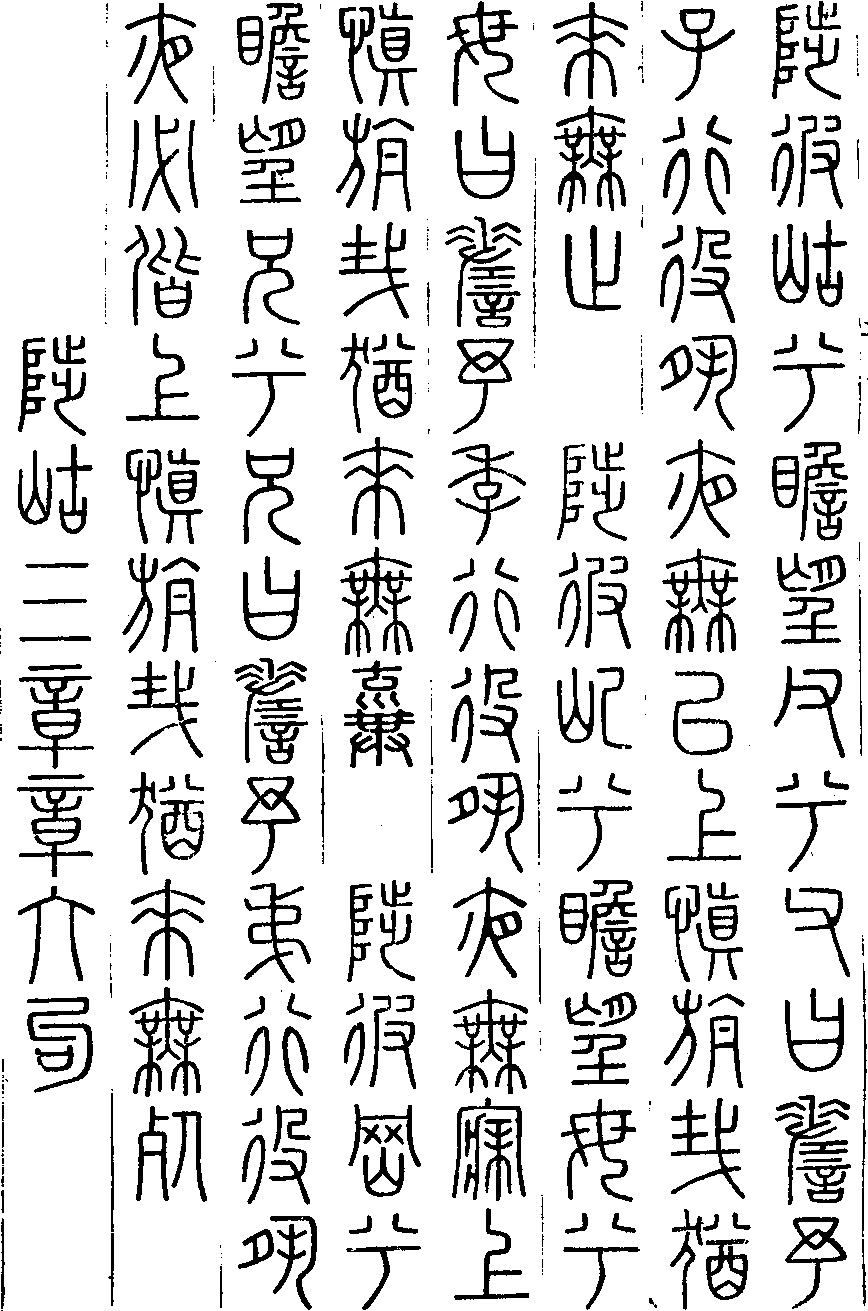 陟彼岵兮瞻望父兮父曰嗟予
子行役夙夜無已上慎旃哉猶
來無止　陟彼屺兮瞻望母兮
母曰嗟予季行役夙夜無寐上
慎旃哉猶來無棄　陟彼岡兮
瞻望兄兮兄曰嗟予弟行役夙
夜必偕上慎旃哉猶來無死
陟岵三章章六句